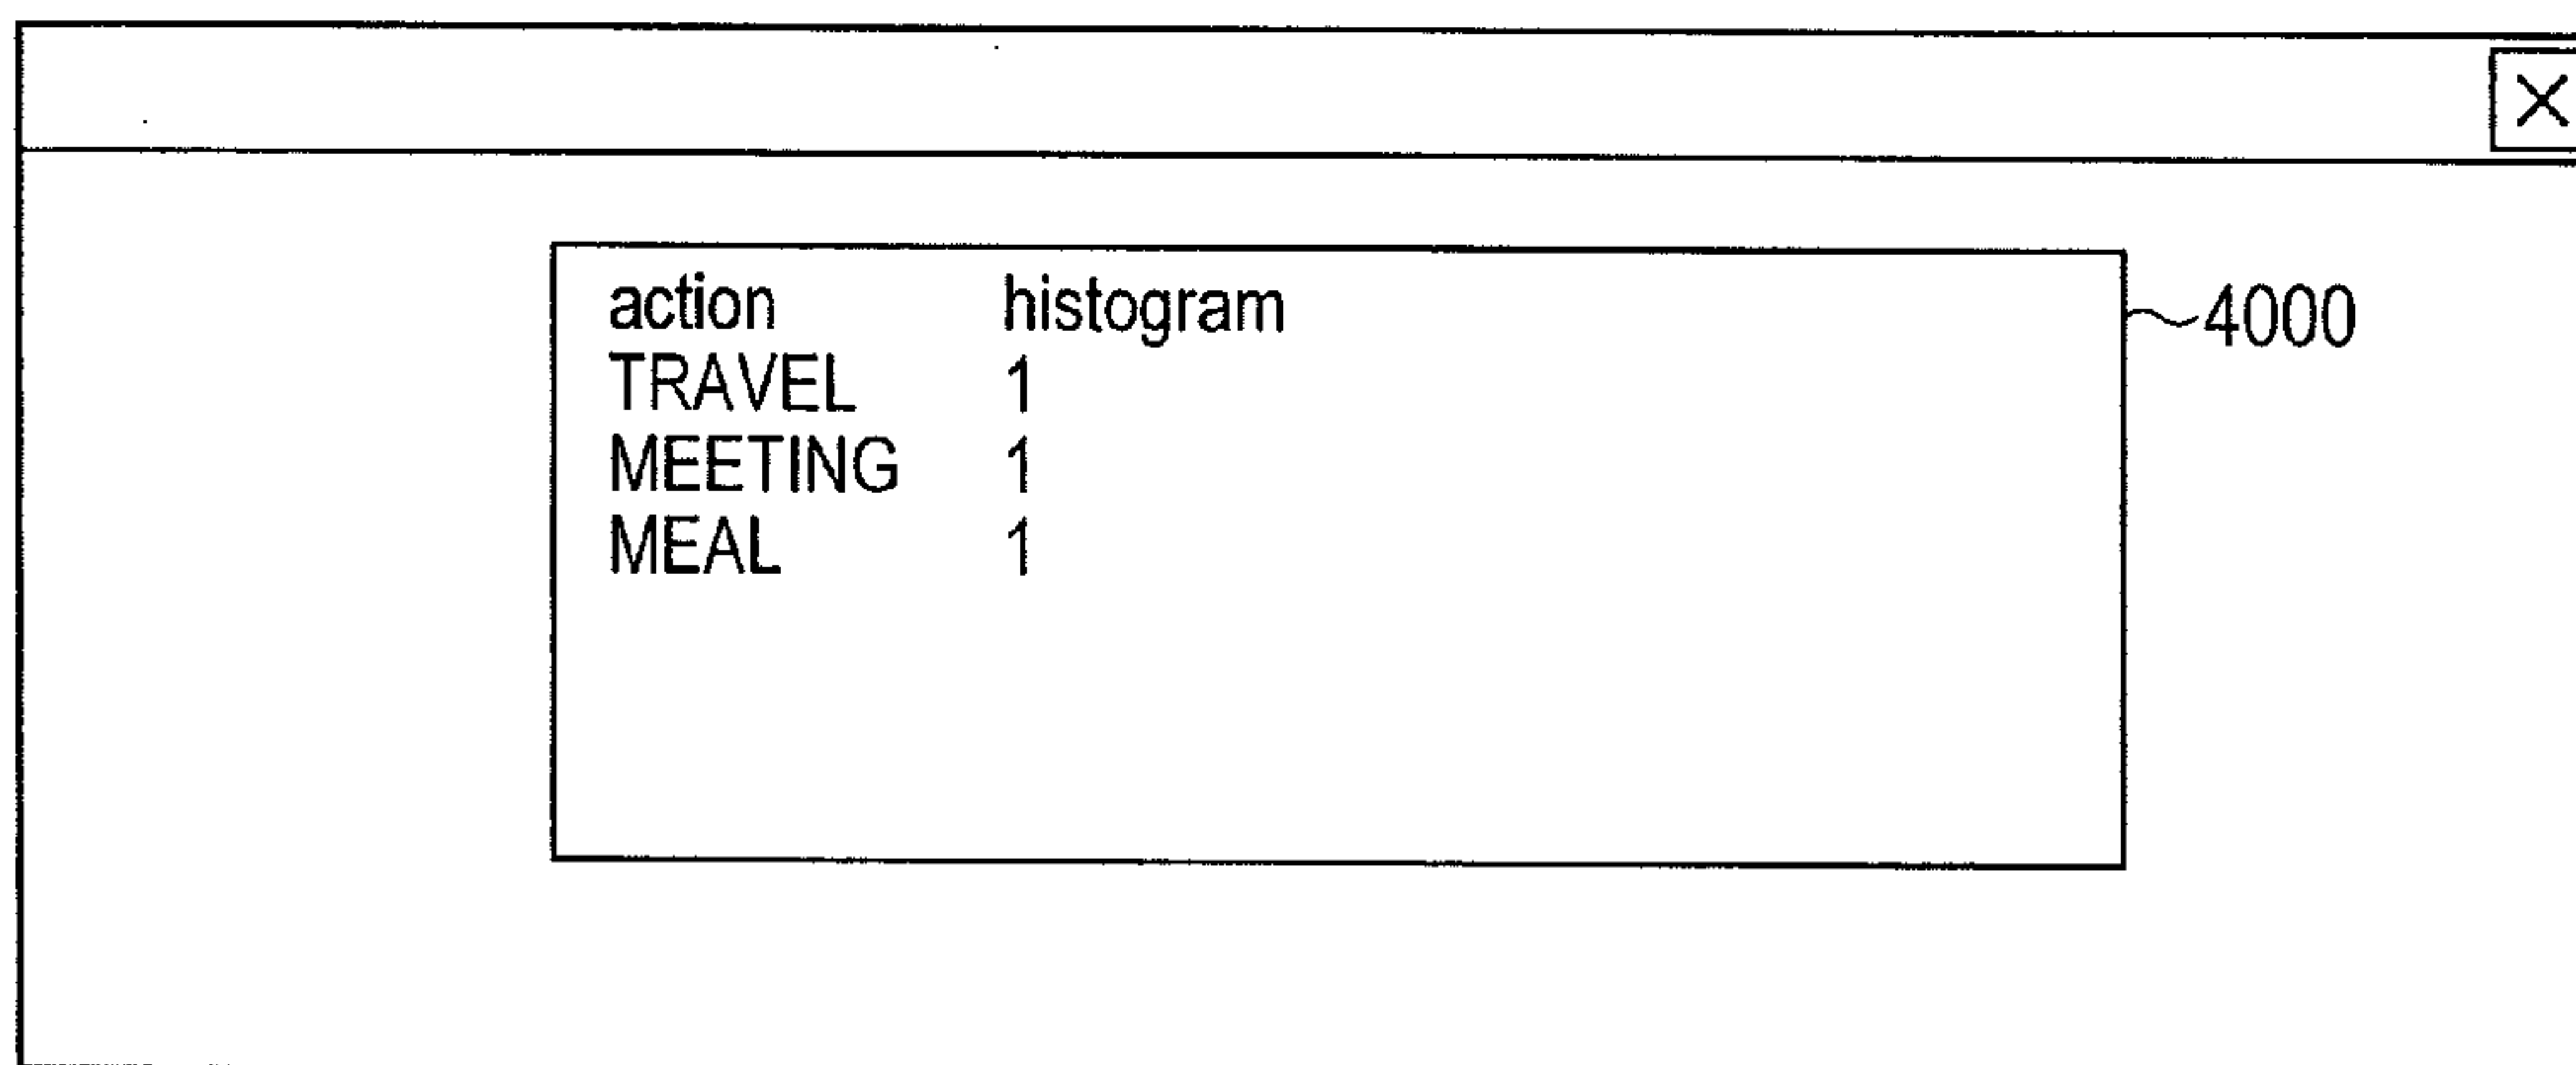 action histogram
TRAVEL 1
MEETING 1
MEAL 1
4000